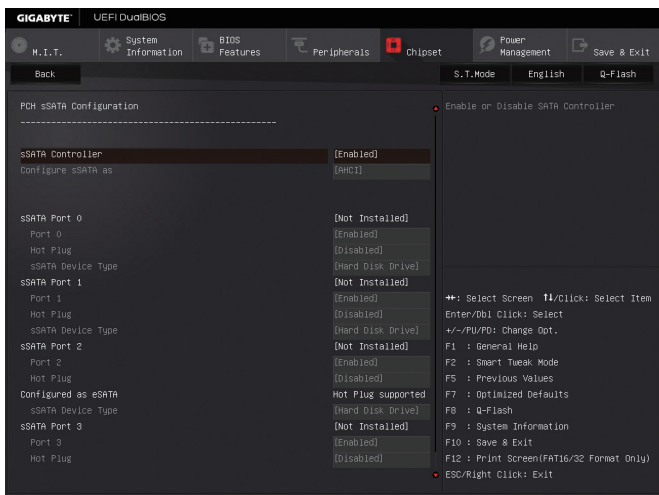 GIGABYTE™ UEFI DualBIOS
M.I.T.
System Information
BIOS Features
Peripherals
Chipset
Power Management
Save & Exit
Back
S.T.Mode English Q-Flash
PCH sSATA Configuration
--------------------------------------------------
Enable or Disable SATA Controller
sSATA Controller [Enabled]
Configure sSATA as [AHCI]
sSATA Port 0 [Not Installed]
Port 0 [Enabled]
Hot Plug [Disabled]
sSATA Device Type [Hard Disk Drive]
sSATA Port 1 [Not Installed]
Port 1 [Enabled]
Hot Plug [Disabled]
sSATA Device Type [Hard Disk Drive]
sSATA Port 2 [Not Installed]
Port 2 [Enabled]
Hot Plug [Disabled]
Configured as eSATA Hot Plug supported
sSATA Device Type [Hard Disk Drive]
sSATA Port 3 [Not Installed]
Port 3 [Enabled]
Hot Plug [Disabled]
→←: Select Screen ↑↓/Click: Select Item
Enter/Dbl Click: Select
+/-/PU/PD: Change Opt.
F1 : General Help
F2 : Smart Tweak Mode
F5 : Previous Values
F7 : Optimized Defaults
F8 : Q-Flash
F9 : System Information
F10 : Save & Exit
F12 : Print Screen(FAT16/32 Format Only)
ESC/Right Click: Exit